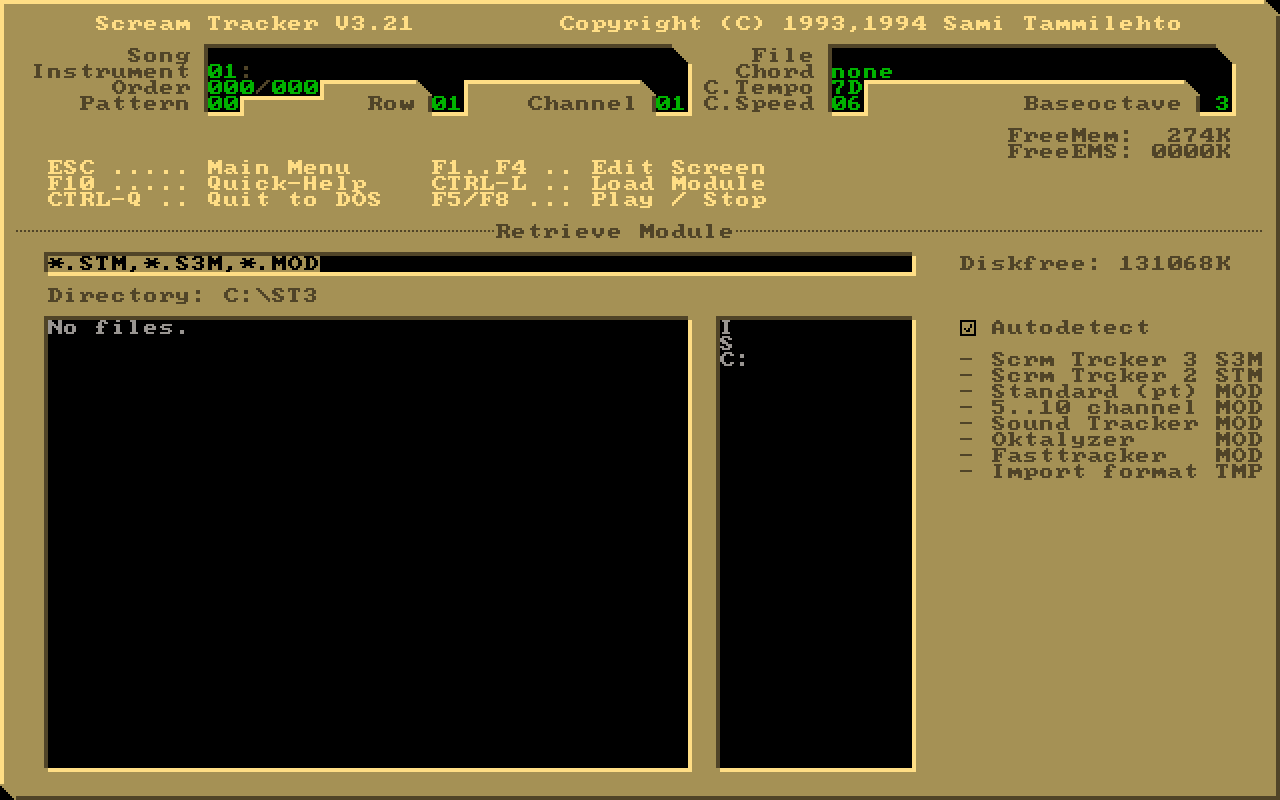 Scream Tracker V3.21 Copyright (C) 1993,1994 Sami Tammilehto
Song File
Instrument 01: Chord none
Order 000/000 C.Tempo 7D
Pattern 00 Row 01 Channel 01 C.Speed 06 Baseoctave 3
FreeMem: 274K
FreeEMS: 0000K
ESC ..... Main Menu F1..F4 .. Edit Screen
F10 ..... Quick-Help CTRL-L .. Load Module
CTRL-Q .. Quit to DOS F5/F8 ... Play / Stop
Retrieve Module
*.STM,*.S3M,*.MOD Diskfree: 131068K
Directory: C:\ST3
No files. I Autodetect
S
C: - Scrm Trcker 3 S3M
- Scrm Trcker 2 STM
- Standard (pt) MOD
- 5..10 channel MOD
- Sound Tracker MOD
- Oktalyzer MOD
- Fasttracker MOD
- Import format TMP